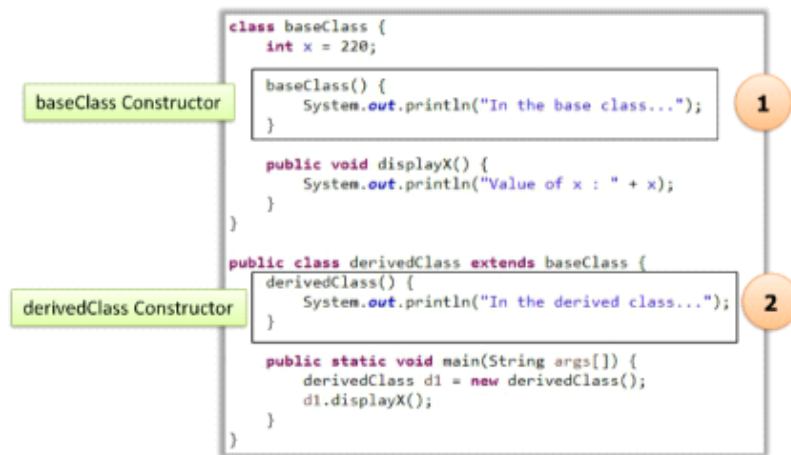 class baseClass {
int x = 220;
baseClass() {
System.out.println("In the base class...");
}
public void displayX() {
System.out.println("Value of x : " + x);
}
}
public class derivedClass extends baseClass {
derivedClass() {
System.out.println("In the derived class...");
}
public static void main(String args[]) {
derivedClass d1 = new derivedClass();
d1.displayX();
}
}
baseClass Constructor
1
derivedClass Constructor
2